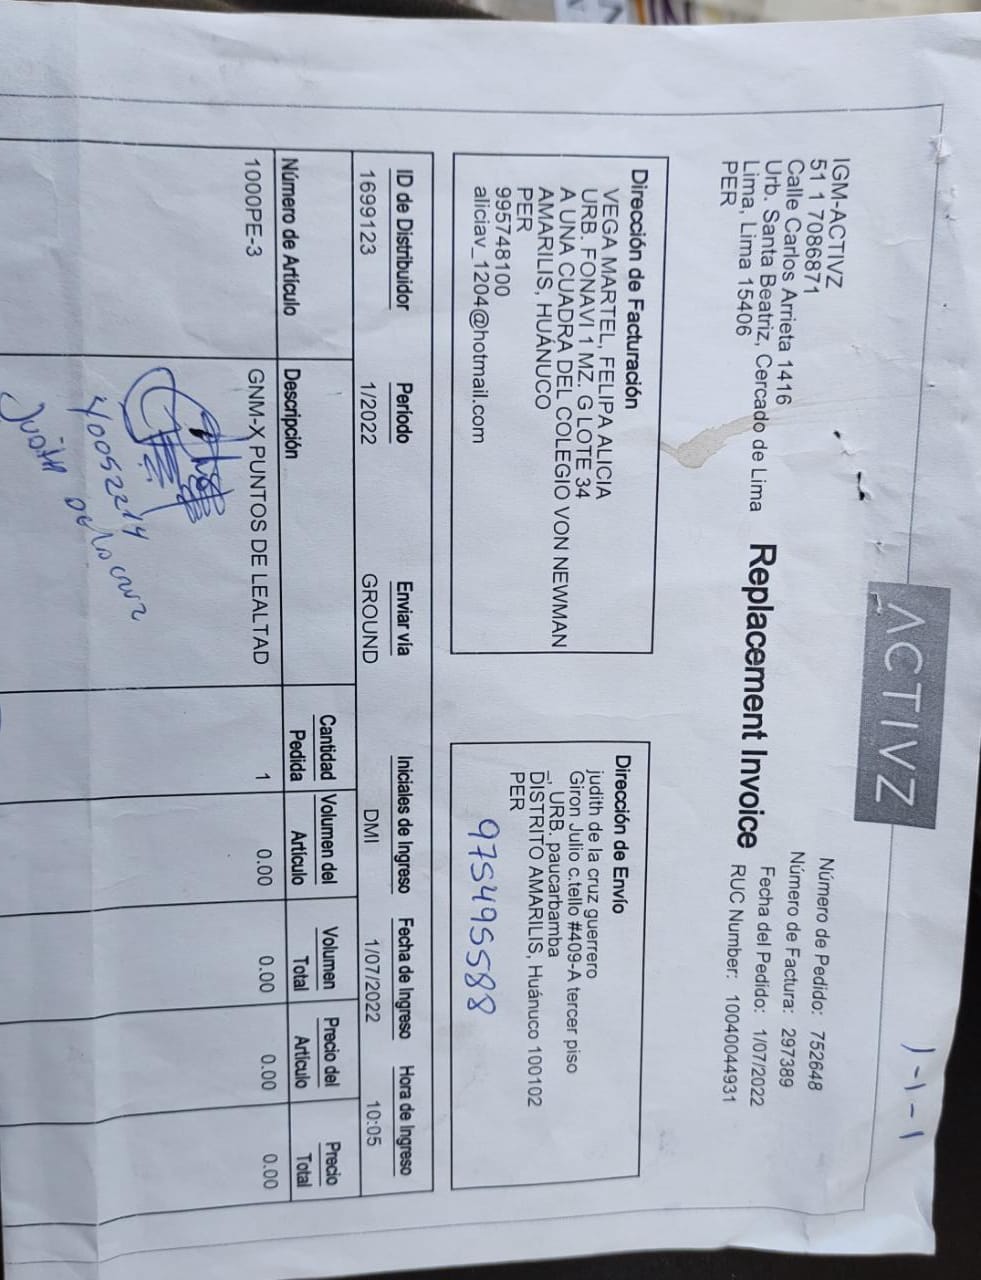 ACTIVZ
1-1-1
IGM-ACTIVZ
51 1 7086871
Calle Carlos Arrieta 1416
Urb. Santa Beatriz, Cercado de Lima
Lima, Lima 15406
PER
Replacement Invoice
Número de Pedido: 752648
Número de Factura: 297389
Fecha del Pedido: 1/07/2022
RUC Number: 10040044931
Dirección de Facturación
VEGA MARTEL, FELIPA ALICIA
URB. FONAVI 1 MZ. G LOTE 34
A UNA CUADRA DEL COLEGIO VON NEWMAN
AMARILIS, HUÁNUCO
PER
995748100
aliciav_1204@hotmail.com
Dirección de Envío
judith de la cruz guerrero
Giron Julio c.tello #409-A tercer piso
_, URB. paucarbamba
DISTRITO AMARILIS, Huánuco 100102
PER
975495588
ID de Distribuidor Período Enviar vía Iniciales de Ingreso Fecha de Ingreso Hora de Ingreso
1699123 1/2022 GROUND DMI 1/07/2022 10:05
Número de Artículo Descripción Cantidad Pedida Volumen del Artículo Volumen Total Precio del Artículo Precio Total
1000PE-3 GNM-X PUNTOS DE LEALTAD 1 0.00 0.00 0.00 0.00
40052214
Judith de la cruz